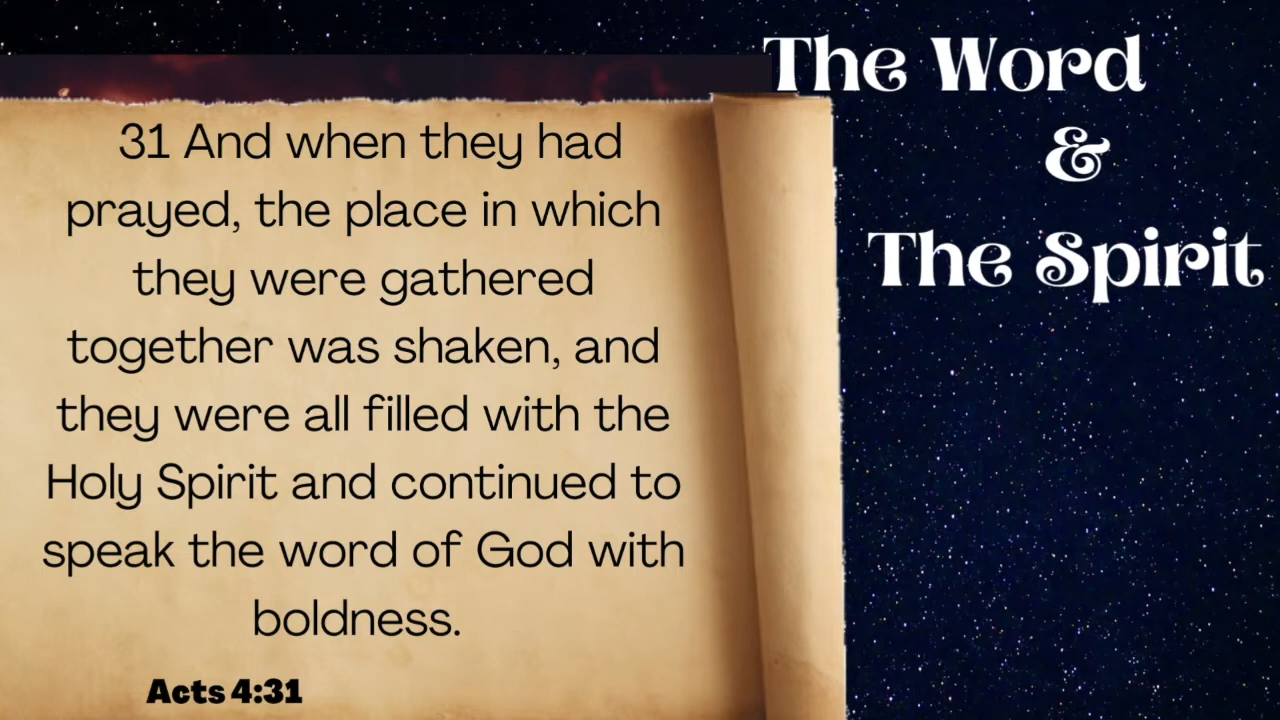 The Word
&
The Spirit
31 And when they had
prayed, the place in which
they were gathered
together was shaken, and
they were all filled with the
Holy Spirit and continued to
speak the word of God with
boldness.
Acts 4:31